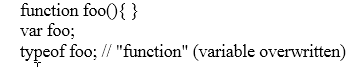 function foo(){ }
var foo;
typeof foo; // "function" (variable overwritten)